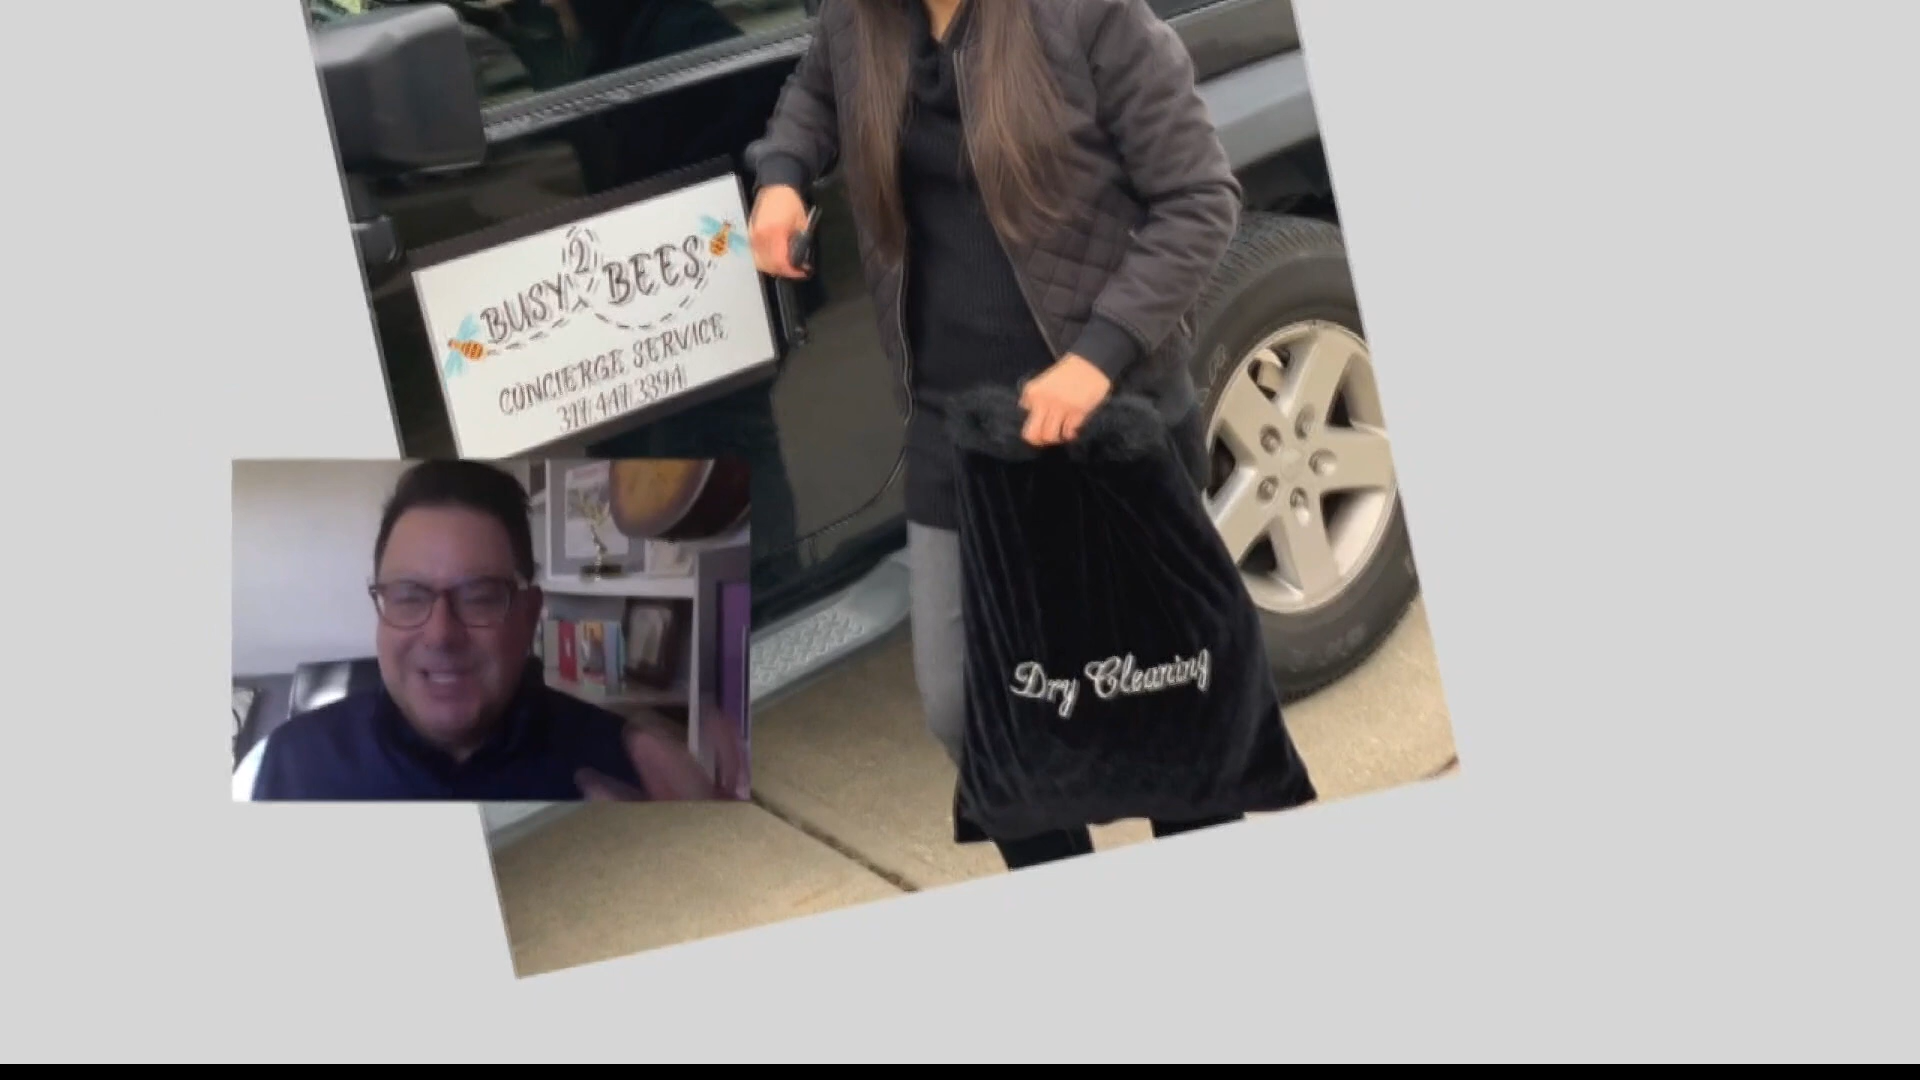 BUSY 2 BEES
CONCIERGE SERVICE
317 447 3394
Dry Cleaning